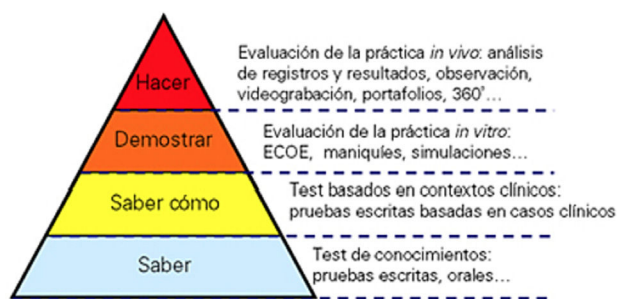 Hacer
Evaluación de la práctica in vivo: análisis
de registros y resultados, observación,
videograbación, portafolios, 360°...
Demostrar
Evaluación de la práctica in vitro:
ECOE, maniquíes, simulaciones...
Saber cómo
Test basados en contextos clínicos:
pruebas escritas basadas en casos clínicos
Saber
Test de conocimientos:
pruebas escritas, orales...